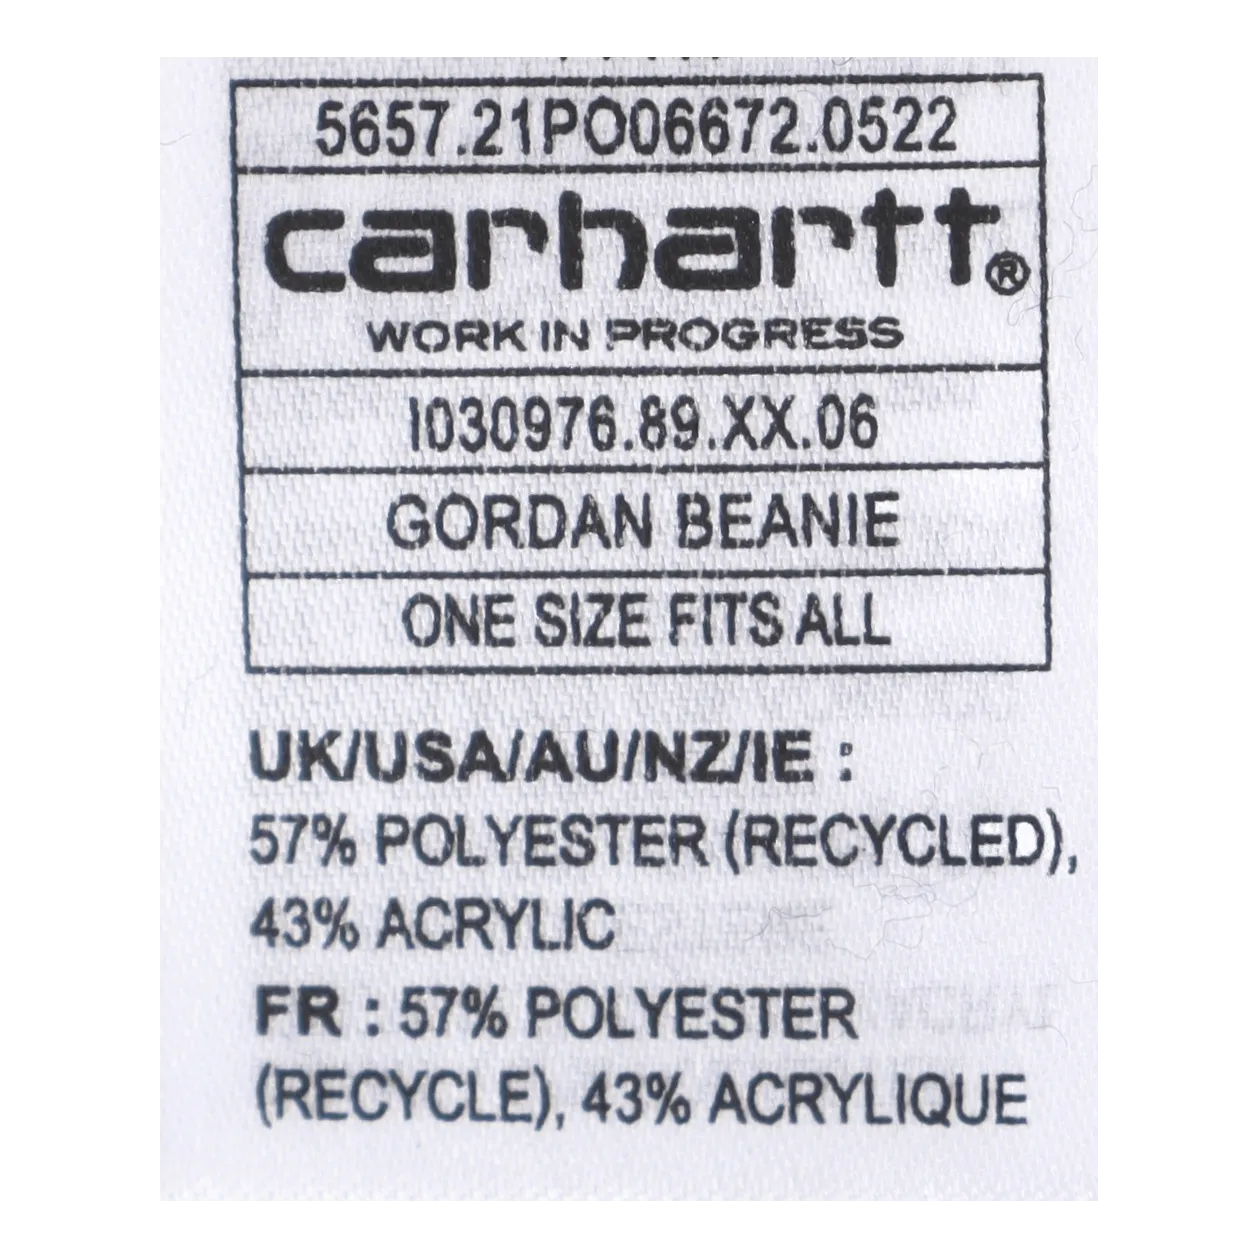 5657.21PO06672.0522
carhartt®
WORK IN PROGRESS
I030976.89.XX.06
GORDAN BEANIE
ONE SIZE FITS ALL
UK/USA/AU/NZ/IE :
57% POLYESTER (RECYCLED),
43% ACRYLIC
FR : 57% POLYESTER
(RECYCLE), 43% ACRYLIQUE